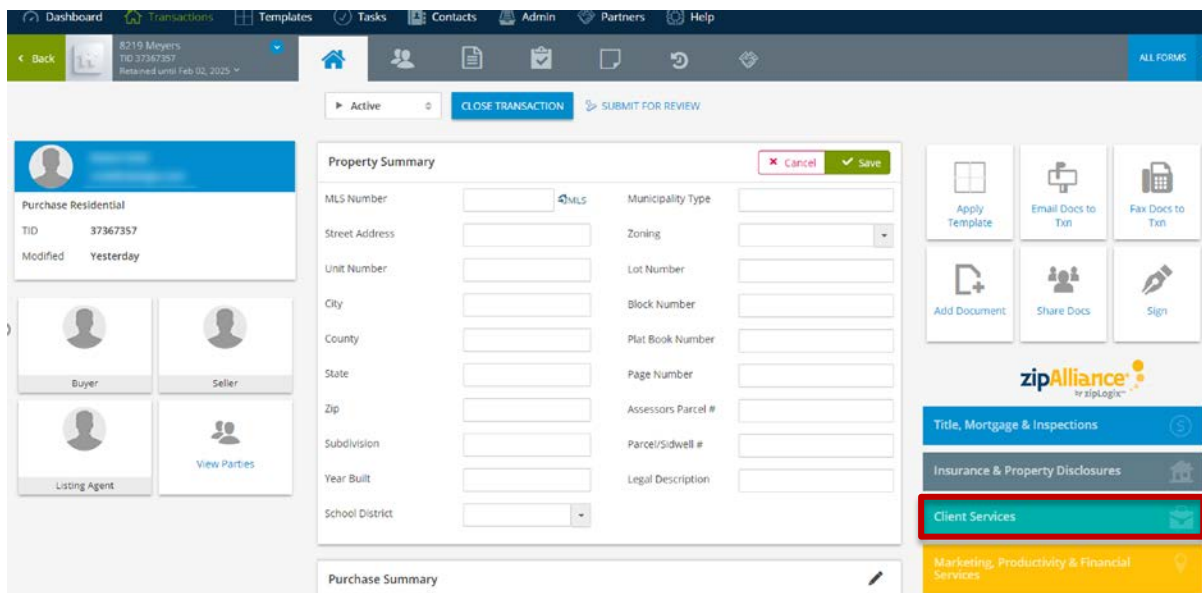 Dashboard Transactions Templates Tasks Contacts Admin Partners Help
Back
8219 Meyers
TID 37367357
Retained until Feb 02, 2025
ALL FORMS
Active CLOSE TRANSACTION SUBMIT FOR REVIEW
Purchase Residential
TID 37367357
Modified Yesterday
Buyer Seller
Listing Agent View Parties
Property Summary Cancel Save
MLS Number MLS Municipality Type
Street Address Zoning
Unit Number Lot Number
City Block Number
County Plat Book Number
State Page Number
Zip Assessors Parcel #
Subdivision Parcel/Sidwell #
Year Built Legal Description
School District
Purchase Summary
Apply
Template
Email Docs to
Txn
Fax Docs to
Txn
Add Document Share Docs Sign
zipAlliance
by zipLogix™
Title, Mortgage & Inspections
Insurance & Property Disclosures
Client Services
Marketing, Productivity & Financial
Services